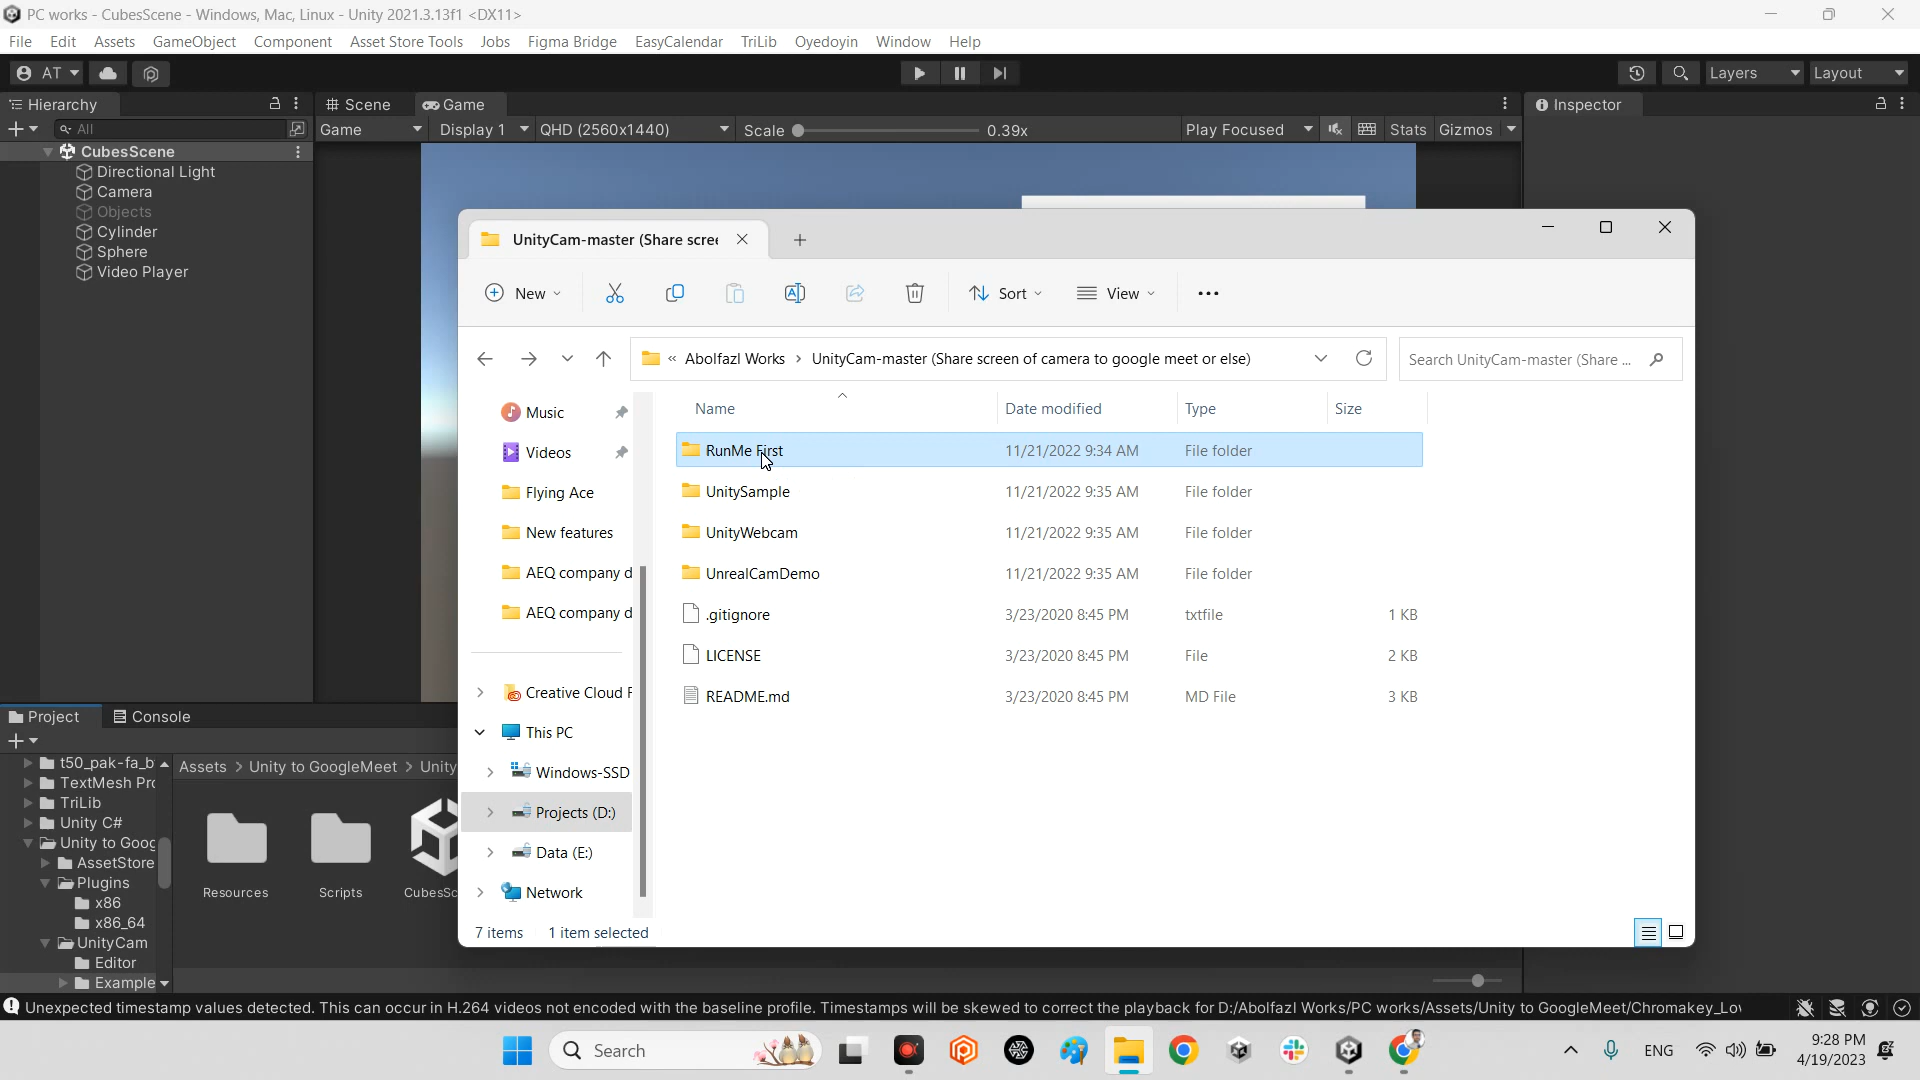 PC works - CubesScene - Windows, Mac, Linux - Unity 2021.3.13f1 <DX11>
File Edit Assets GameObject Component Asset Store Tools Jobs Figma Bridge EasyCalendar TriLib Oyedoyin Window Help
AT Layers Layout
Hierarchy Scene Game Inspector
All Game Display 1 QHD (2560x1440) Scale 0.39x Play Focused Stats Gizmos
CubesScene
Directional Light
Camera
Objects
Cylinder
Sphere
Video Player
UnityCam-master (Share scree
New Sort View
« Abolfazl Works > UnityCam-master (Share screen of camera to google meet or else) Search UnityCam-master (Share ...
Name Date modified Type Size
Music
Videos
Flying Ace
New features
AEQ company d
AEQ company d
Creative Cloud F
This PC
Windows-SSD
Projects (D:)
Data (E:)
Network
RunMe First 11/21/2022 9:34 AM File folder
UnitySample 11/21/2022 9:35 AM File folder
UnityWebcam 11/21/2022 9:35 AM File folder
UnrealCamDemo 11/21/2022 9:35 AM File folder
.gitignore 3/23/2020 8:45 PM txtfile 1 KB
LICENSE 3/23/2020 8:45 PM File 2 KB
README.md 3/23/2020 8:45 PM MD File 3 KB
7 items 1 item selected
Project Console
t50_pak-fa_b
TextMesh Pro
TriLib
Unity C#
Unity to Goog
AssetStore
Plugins
x86
x86_64
UnityCam
Editor
Example
Assets > Unity to GoogleMeet > Unity
Resources Scripts CubesSc
Unexpected timestamp values detected. This can occur in H.264 videos not encoded with the baseline profile. Timestamps will be skewed to correct the playback for D:/Abolfazl Works/PC works/Assets/Unity to GoogleMeet/Chromakey_Lov
Search ENG 9:28 PM
4/19/2023